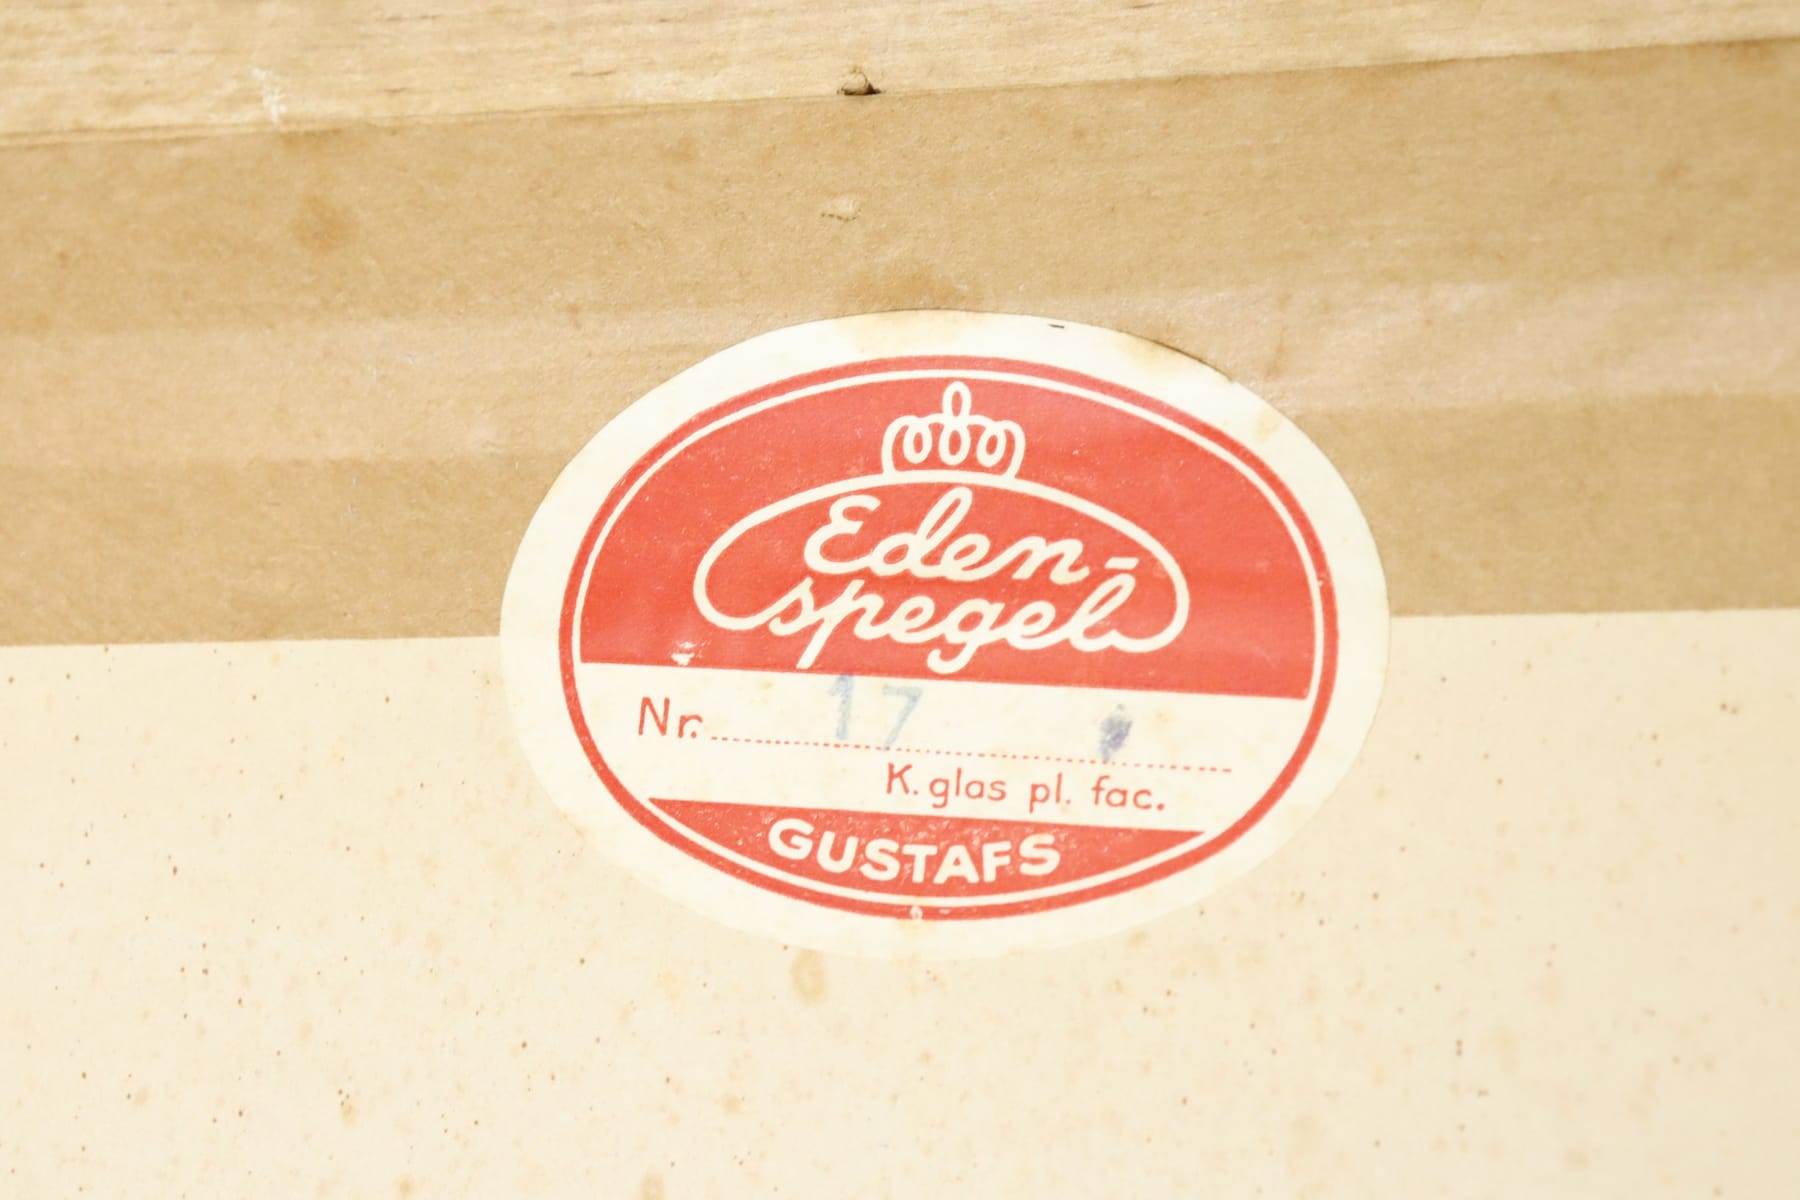 Eden-
spegel
Nr. 17
K. glas pl. fac.
GUSTAFS